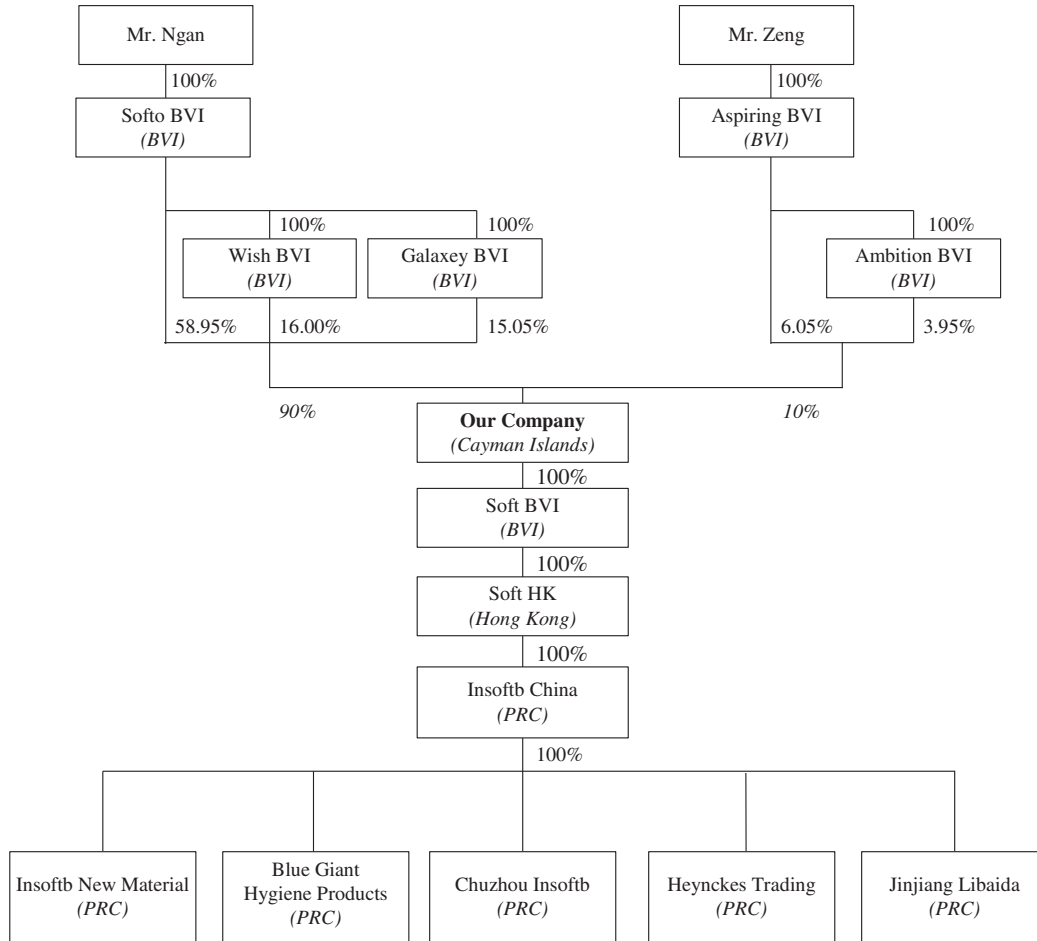 Mr. Ngan
Mr. Zeng
100%
100%
Softo BVI
(BVI)
Aspiring BVI
(BVI)
100%
100%
100%
Wish BVI
(BVI)
Galaxey BVI
(BVI)
Ambition BVI
(BVI)
58.95%
16.00%
15.05%
6.05%
3.95%
90%
10%
Our Company
(Cayman Islands)
100%
Soft BVI
(BVI)
100%
Soft HK
(Hong Kong)
100%
Insoftb China
(PRC)
100%
Insoftb New Material
(PRC)
Blue Giant
Hygiene Products
(PRC)
Chuzhou Insoftb
(PRC)
Heynckes Trading
(PRC)
Jinjiang Libaida
(PRC)